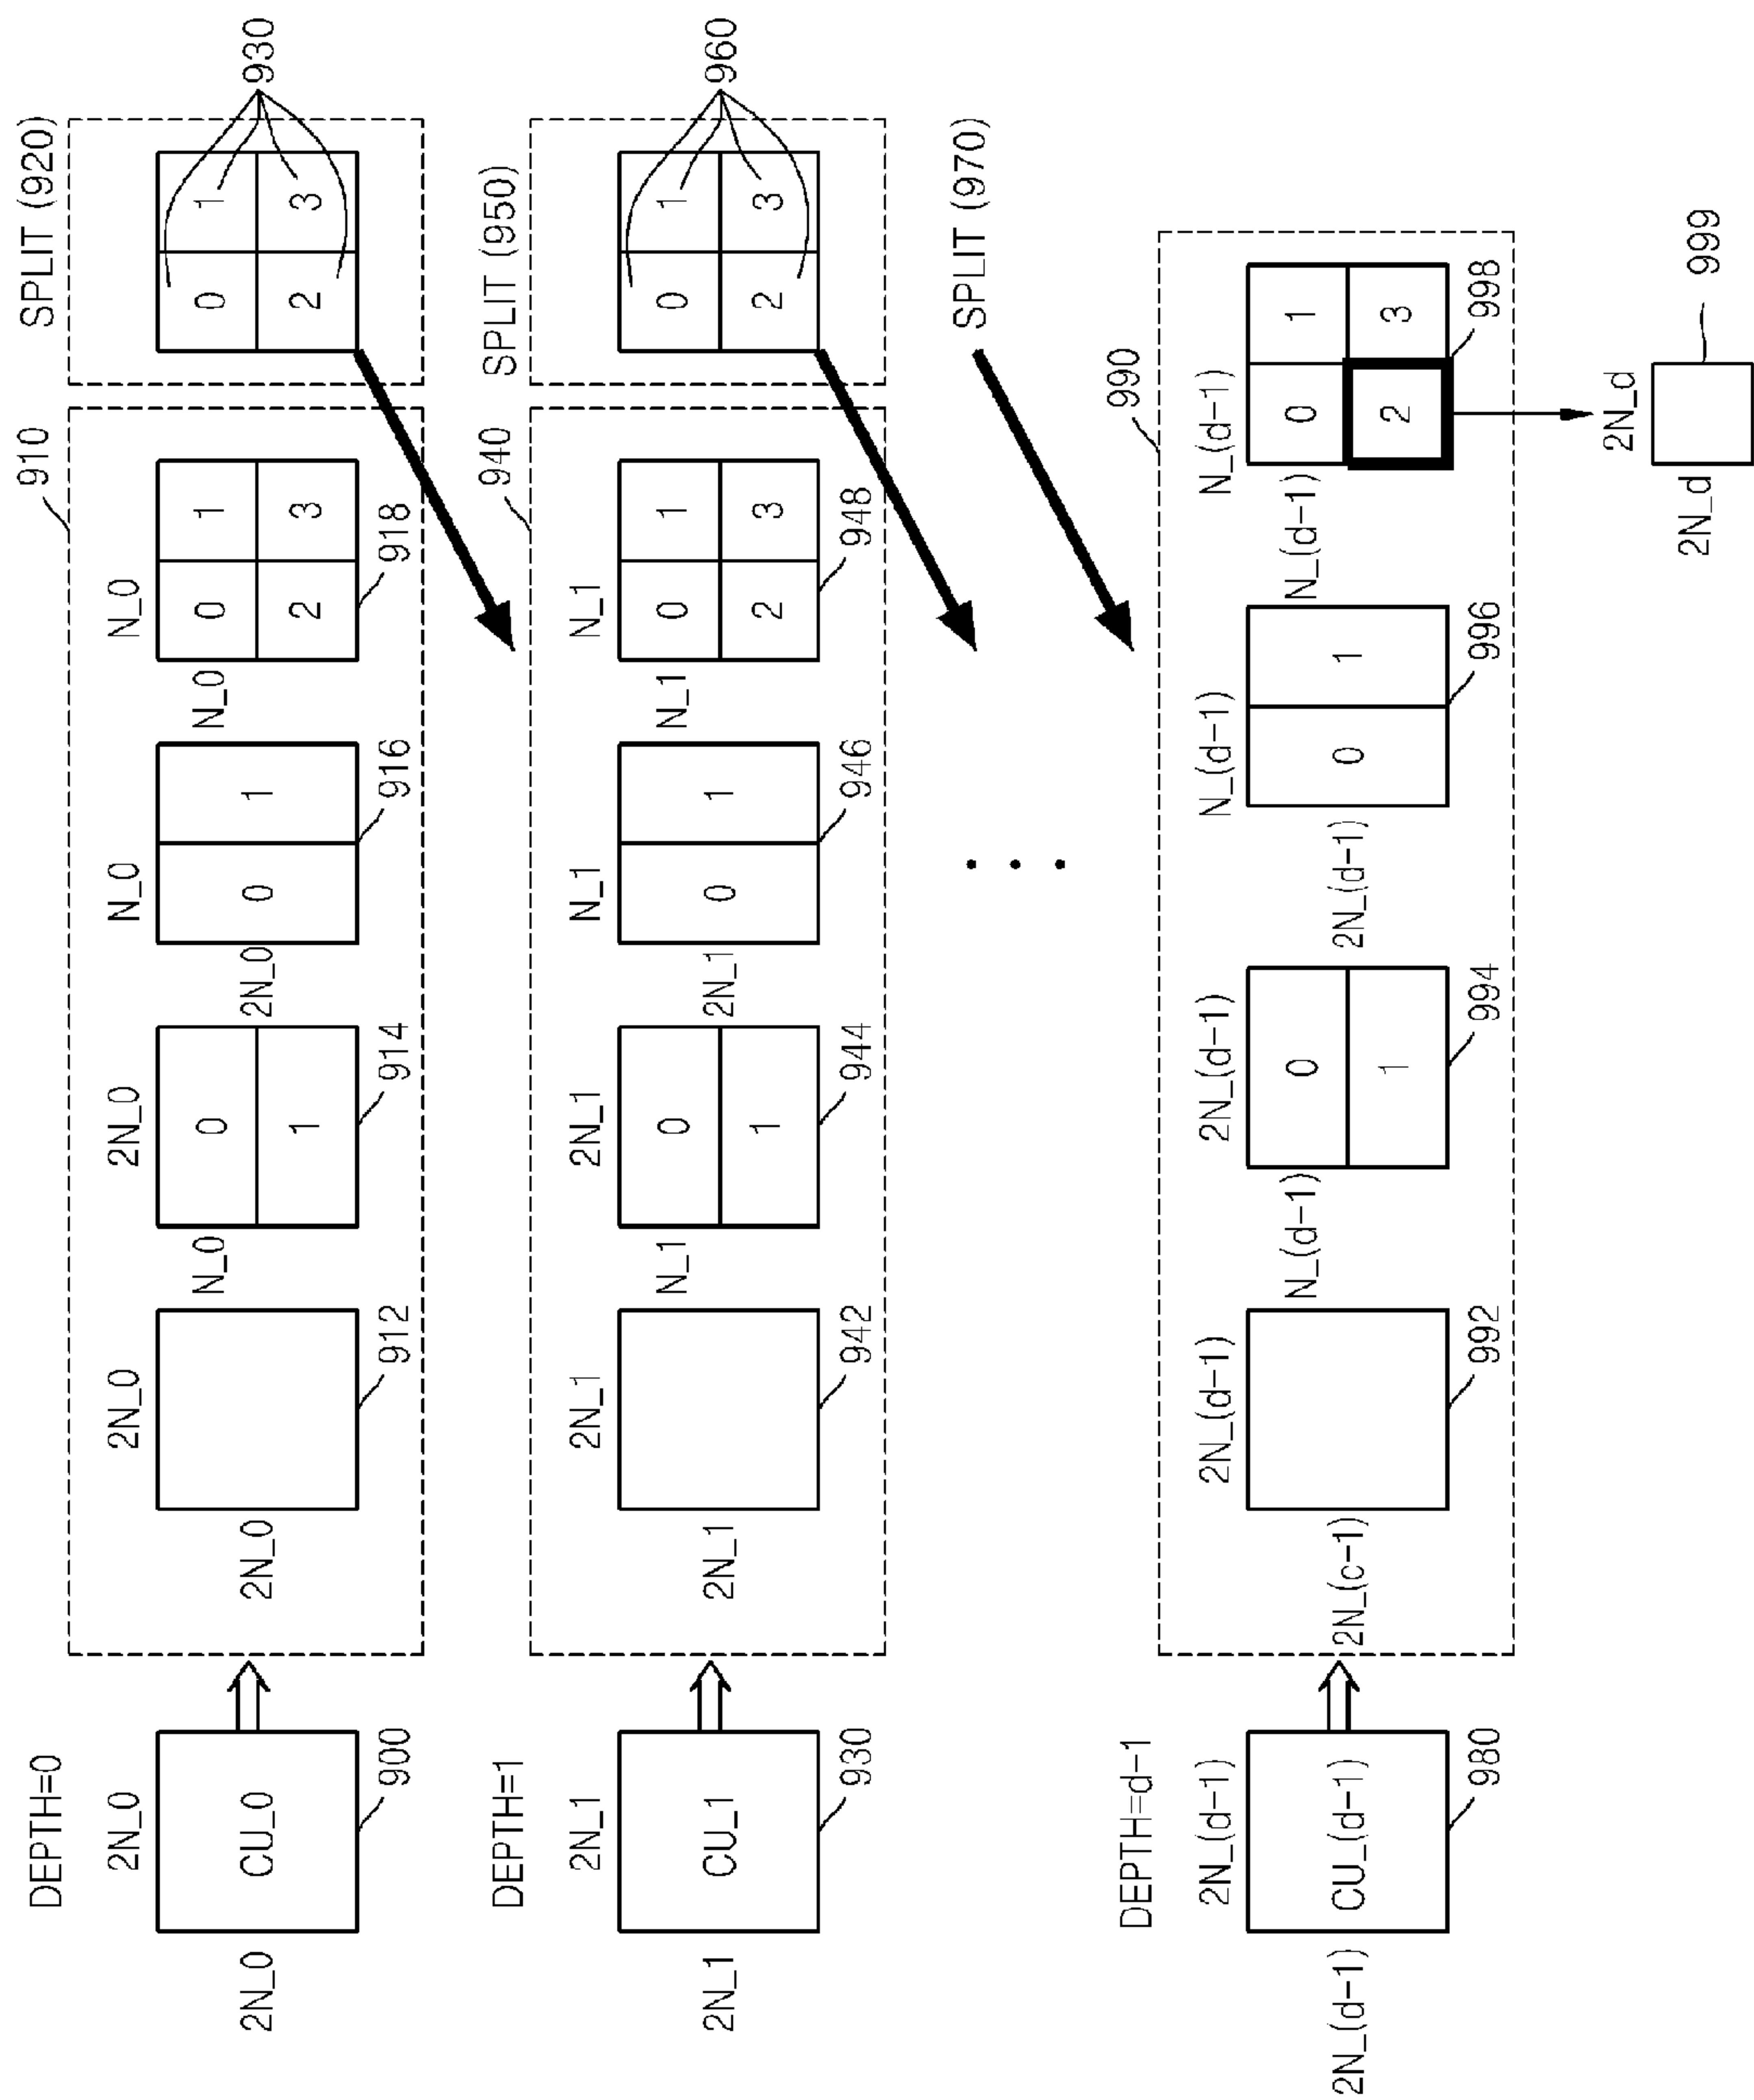 DEPTH=0
2N_0
2N_0
CU_0
900
910
2N_0
2N_0
912
2N_0
N_0
0
1
914
N_0
2N_0
0
1
916
N_0
N_0
0
1
2
3
918
SPLIT (920)
0
1
2
3
930
DEPTH=1
2N_1
2N_1
CU_1
930
940
2N_1
2N_1
942
2N_1
N_1
0
1
944
N_1
2N_1
0
1
946
N_1
N_1
0
1
2
3
948
SPLIT (950)
0
1
2
3
960
SPLIT (970)
DEPTH=d-1
2N_(d-1)
2N_(d-1)
CU_(d-1)
980
990
2N_(d-1)
2N_(c-1)
992
2N_(d-1)
N_(d-1)
0
1
994
N_(d-1)
2N_(d-1)
0
1
996
N_(d-1)
N_(d-1)
0
1
2
3
998
2N_d
2N_d
999